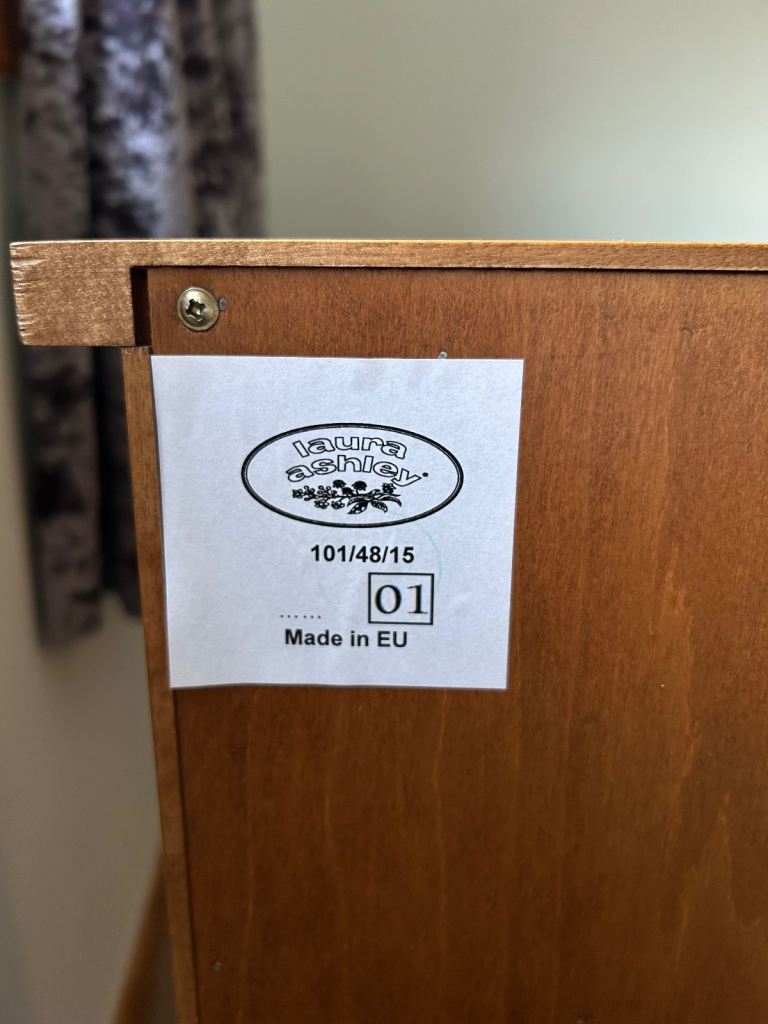 laura
ashley
101/48/15
01
......
Made in EU